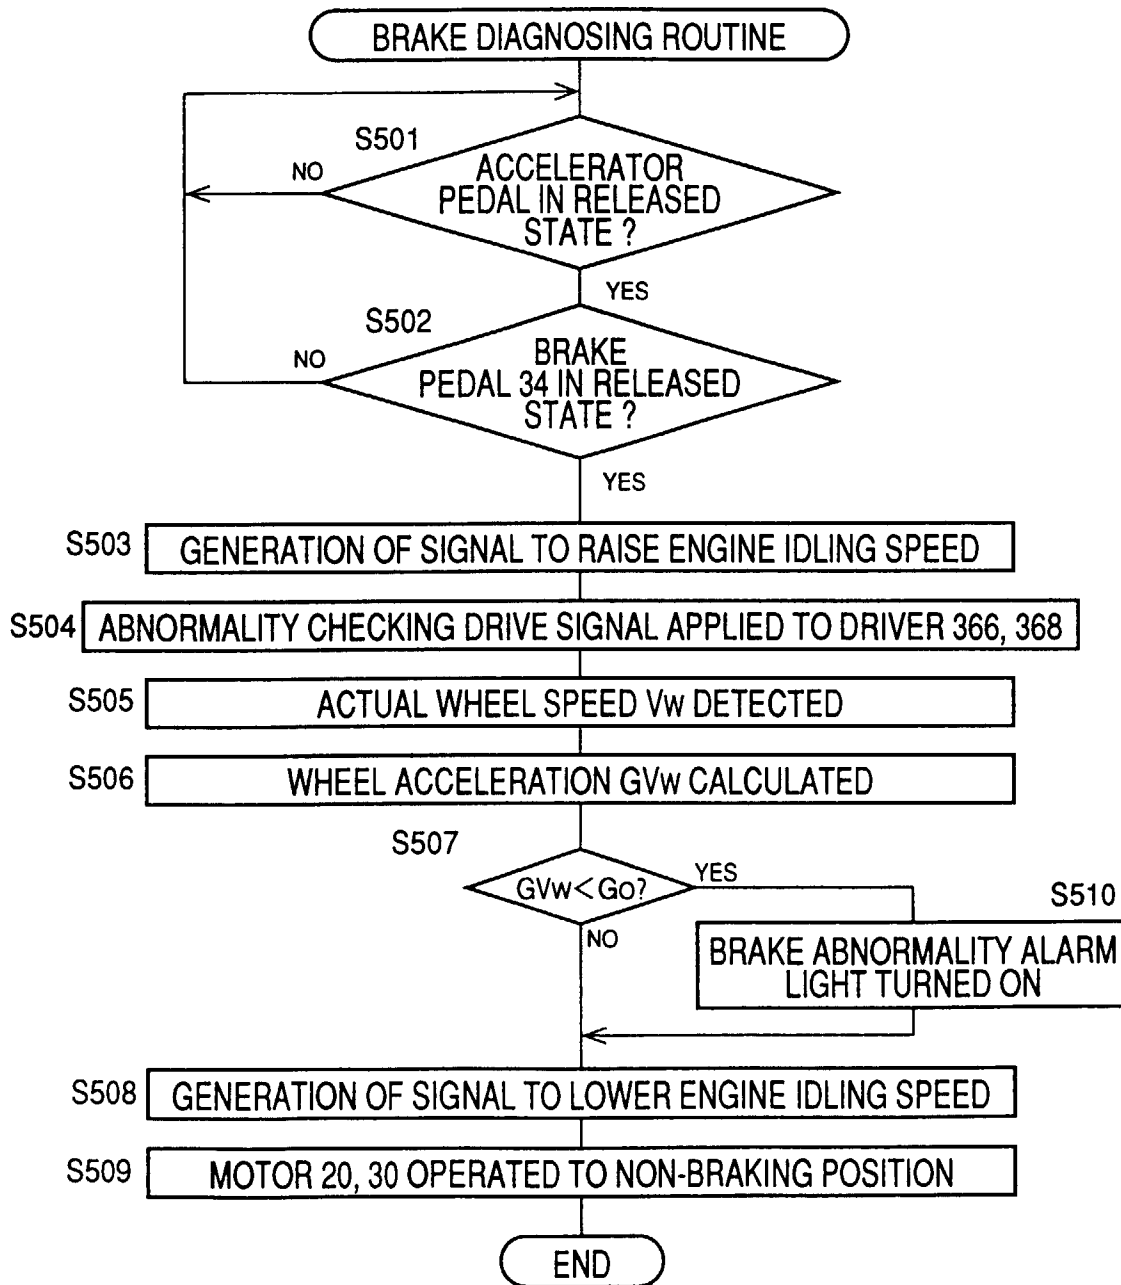 BRAKE DIAGNOSING ROUTINE
S501
NO
ACCELERATOR
PEDAL IN RELEASED
STATE ?
YES
S502
NO
BRAKE
PEDAL 34 IN RELEASED
STATE ?
YES
S503
GENERATION OF SIGNAL TO RAISE ENGINE IDLING SPEED
S504
ABNORMALITY CHECKING DRIVE SIGNAL APPLIED TO DRIVER 366, 368
S505
ACTUAL WHEEL SPEED Vw DETECTED
S506
WHEEL ACCELERATION GVw CALCULATED
S507
GVw<Go?
YES
NO
S510
BRAKE ABNORMALITY ALARM
LIGHT TURNED ON
S508
GENERATION OF SIGNAL TO LOWER ENGINE IDLING SPEED
S509
MOTOR 20, 30 OPERATED TO NON-BRAKING POSITION
END